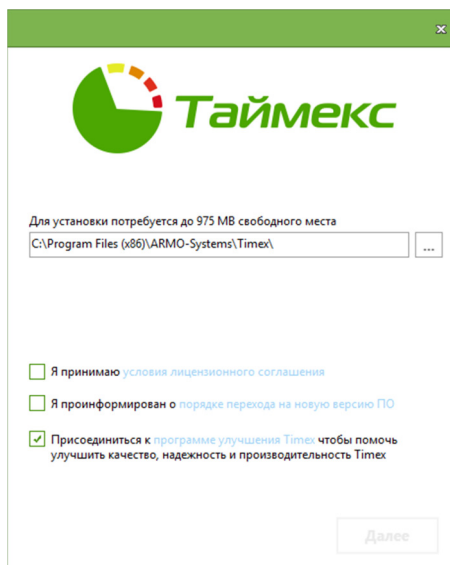 Таймекс
Для установки потребуется до 975 MB свободного места
C:\Program Files (x86)\ARMO-Systems\Timex\
...
Я принимаю условия лицензионного соглашения
Я проинформирован о порядке перехода на новую версию ПО
Присоединиться к программе улучшения Timex чтобы помочь
улучшить качество, надежность и производительность Timex
Далее